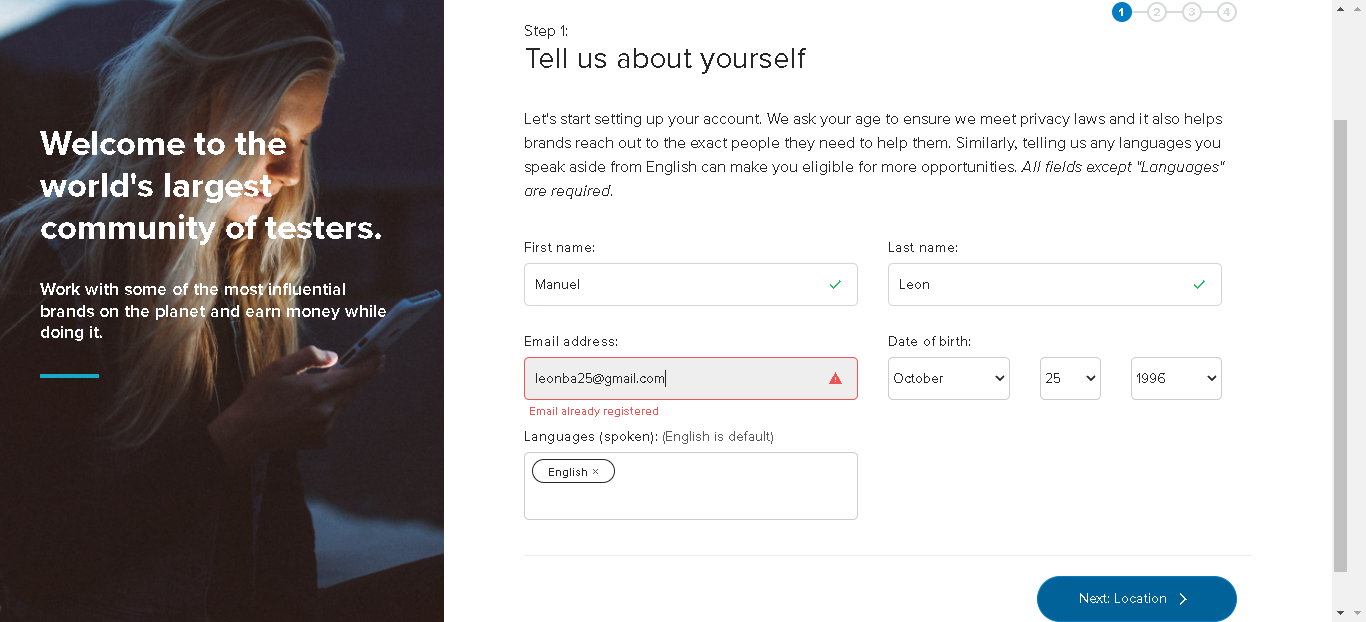 Welcome to the
world's largest
community of testers.
Work with some of the most influential
brands on the planet and earn money while
doing it.
1 2 3 4
Step 1:
Tell us about yourself
Let's start setting up your account. We ask your age to ensure we meet privacy laws and it also helps
brands reach out to the exact people they need to help them. Similarly, telling us any languages you
speak aside from English can make you eligible for more opportunities. All fields except "Languages"
are required.
First name:
Last name:
Manuel
Leon
Email address:
Date of birth:
leonba25@gmail.com
October
25
1996
Email already registered
Languages (spoken): (English is default)
English ×
Next: Location